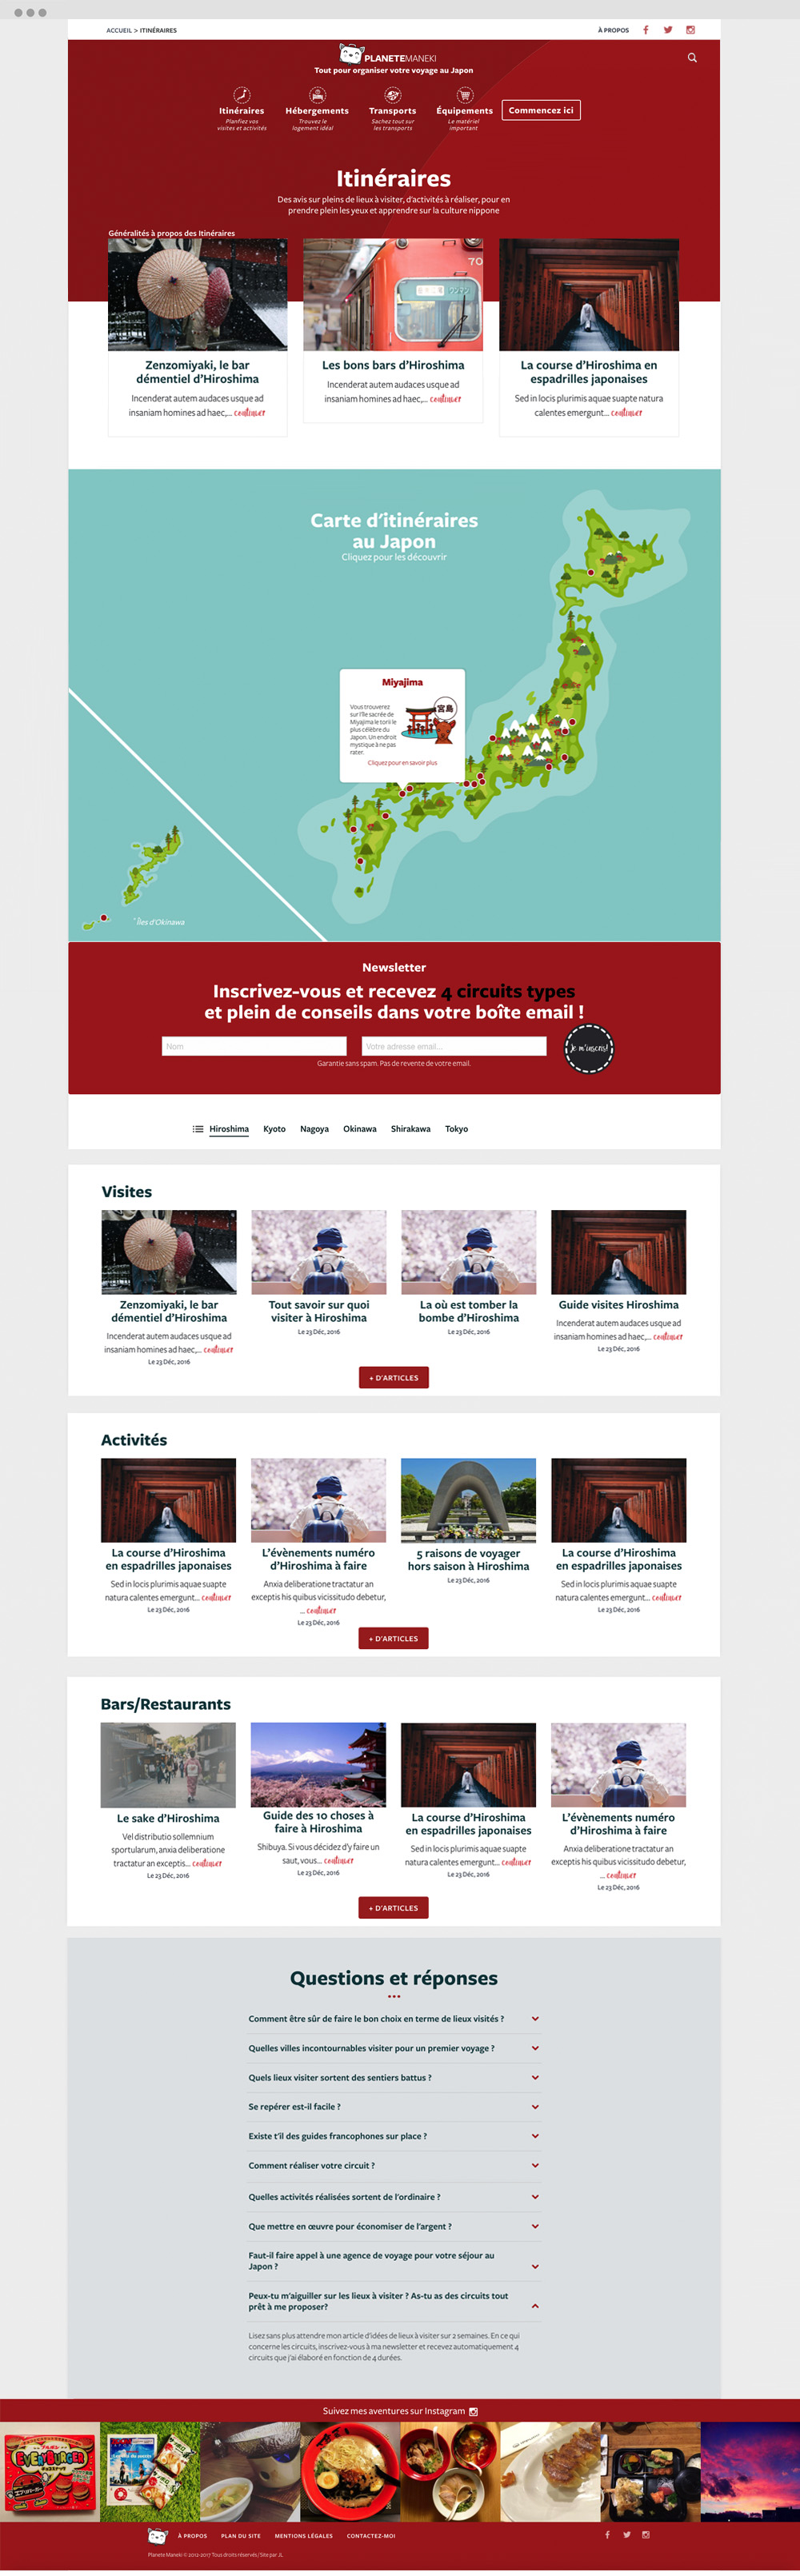 ACCUEIL > ITINÉRAIRES
À PROPOS
PLANETEMANEKI
Tout pour organiser votre voyage au Japon
Itinéraires
Planfiez vos
visites et activités
Hébergements
Trouvez le
logement idéal
Transports
Sachez tout sur
les transports
Équipements
Le matériel
important
Commencez ici
Itinéraires
Des avis sur pleins de lieux à visiter, d'activités à réaliser, pour en
prendre plein les yeux et apprendre sur la culture nippone
Généralités à propos des Itinéraires
70
Zenzomiyaki, le bar
démentiel d'Hiroshima
Incenderat autem audaces usque ad
insaniam homines ad haec,... continuer
Les bons bars d'Hiroshima
Incenderat autem audaces usque ad
insaniam homines ad haec,... continuer
La course d'Hiroshima en
espadrilles japonaises
Sed in locis plurimis aquae suapte natura
calentes emergunt... continuer
Carte d'itinéraires
au Japon
Cliquez pour les découvrir
Miyajima
Vous trouverez
sur l'île sacrée de
Miyajima le torii le
plus célèbre du
Japon. Un endroit
mystique à ne pas
rater.
宮島
Cliquez pour en savoir plus
Îles d'Okinawa
Newsletter
Inscrivez-vous et recevez 4 circuits types
et plein de conseils dans votre boîte email !
Nom
Votre adresse email...
Je m'inscris!
Garantie sans spam. Pas de revente de votre email.
Hiroshima
Kyoto
Nagoya
Okinawa
Shirakawa
Tokyo
Visites
Zenzomiyaki, le bar
démentiel d'Hiroshima
Incenderat autem audaces usque ad
insaniam homines ad haec,... continuer
Le 23 Déc, 2016
Tout savoir sur quoi
visiter à Hiroshima
Le 23 Déc, 2016
La où est tomber la
bombe d'Hiroshima
Le 23 Déc, 2016
Guide visites Hiroshima
Incenderat autem audaces usque ad
insaniam homines ad haec,... continuer
Le 23 Déc, 2016
+ D'ARTICLES
Activités
La course d'Hiroshima
en espadrilles japonaises
Sed in locis plurimis aquae suapte
natura calentes emergunt... continuer
Le 23 Déc, 2016
L'évènements numéro
d'Hiroshima à faire
Anxia deliberatione tractatur an
exceptis his quibus vicissitudo debetur,
... continuer
Le 23 Déc, 2016
5 raisons de voyager
hors saison à Hiroshima
Le 23 Déc, 2016
La course d'Hiroshima
en espadrilles japonaises
Sed in locis plurimis aquae suapte
natura calentes emergunt... continuer
Le 23 Déc, 2016
+ D'ARTICLES
Bars/Restaurants
Le sake d'Hiroshima
Vel distributio sollemnium
sportularum, anxia deliberatione
tractatur an exceptis... continuer
Le 23 Déc, 2016
Guide des 10 choses à
faire à Hiroshima
Shibuya. Si vous décidez d'y faire un
saut, vous... continuer
Le 23 Déc, 2016
La course d'Hiroshima
en espadrilles japonaises
Sed in locis plurimis aquae suapte
natura calentes emergunt... continuer
Le 23 Déc, 2016
L'évènements numéro
d'Hiroshima à faire
Anxia deliberatione tractatur an
exceptis his quibus vicissitudo debetur,
... continuer
Le 23 Déc, 2016
+ D'ARTICLES
Questions et réponses
Comment être sûr de faire le bon choix en terme de lieux visités ?
Quelles villes incontournables visiter pour un premier voyage ?
Quels lieux visiter sortent des sentiers battus ?
Se repérer est-il facile ?
Existe t'il des guides francophones sur place ?
Comment réaliser votre circuit ?
Quelles activités réalisées sortent de l'ordinaire ?
Que mettre en œuvre pour économiser de l'argent ?
Faut-il faire appel à une agence de voyage pour votre séjour au
Japon ?
Peux-tu m'aiguiller sur les lieux à visiter ? As-tu as des circuits tout
prêt à me proposer?
Lisez sans plus attendre mon article d'idées de lieux à visiter sur 2 semaines. En ce qui
concerne les circuits, inscrivez-vous à ma newsletter et recevez automatiquement 4
circuits que j'ai élaboré en fonction de 4 durées.
Suivez mes aventures sur Instagram
EVERYBURGER
À PROPOS
PLAN DU SITE
MENTIONS LÉGALES
CONTACTEZ-MOI
Planete Maneki © 2012-2017 Tous droits réservés / Site par JL